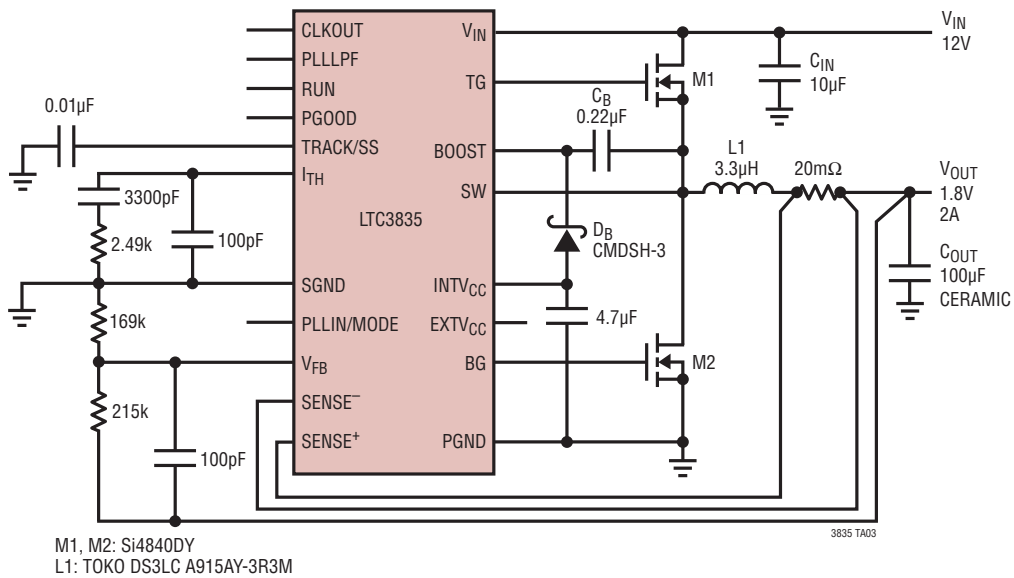 CLKOUT
PLLLPF
RUN
PGOOD
TRACK/SS
ITH
SGND
PLLIN/MODE
VFB
SENSE–
SENSE+
LTC3835
VIN
TG
BOOST
SW
INTVCC
EXTVCC
BG
PGND
0.01µF
3300pF
2.49k
100pF
169k
215k
100pF
CB
0.22µF
DB
CMDSH-3
4.7µF
M1
M2
L1
3.3µH
20mΩ
VIN
12V
CIN
10µF
VOUT
1.8V
2A
COUT
100µF
CERAMIC
3835 TA03
M1, M2: Si4840DY
L1: TOKO DS3LC A915AY-3R3M